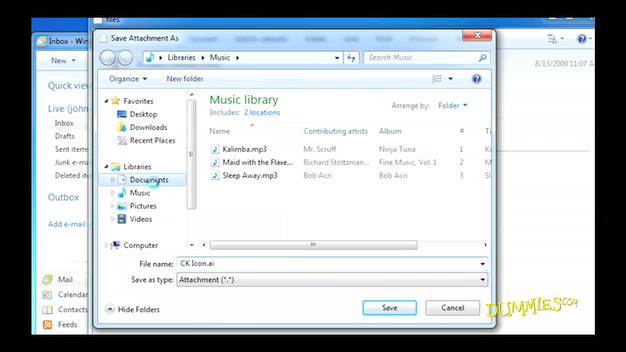 files
Save Attachment As
Inbox - Win
Libraries
Music
Search Music
8/13/2009 11:07 A
New
Organize
New folder
Quick view
Favorites
Desktop
Downloads
Recent Places
Music library
Includes: 2 locations
Arrange by: Folder
Live (john
Inbox
Drafts
Sent items
Junk e-ma
Deleted ite
Name
Contributing artists
Album
#
Kalimba.mp3
Mr. Scruff
Ninja Tuna
1
Maid with the Flaxe...
Richard Stoltzman...
Fine Music, Vol. 1
2
Sleep Away.mp3
Bob Acri
Bob Acri
3
Libraries
Documents
Music
Pictures
Videos
Outbox
Add e-mail
Computer
File name: CK Icon.ai
Save as type: Attachment (*.*)
Mail
Calendar
Contacts
Feeds
Hide Folders
Save
Cancel
DUMMIES.COM